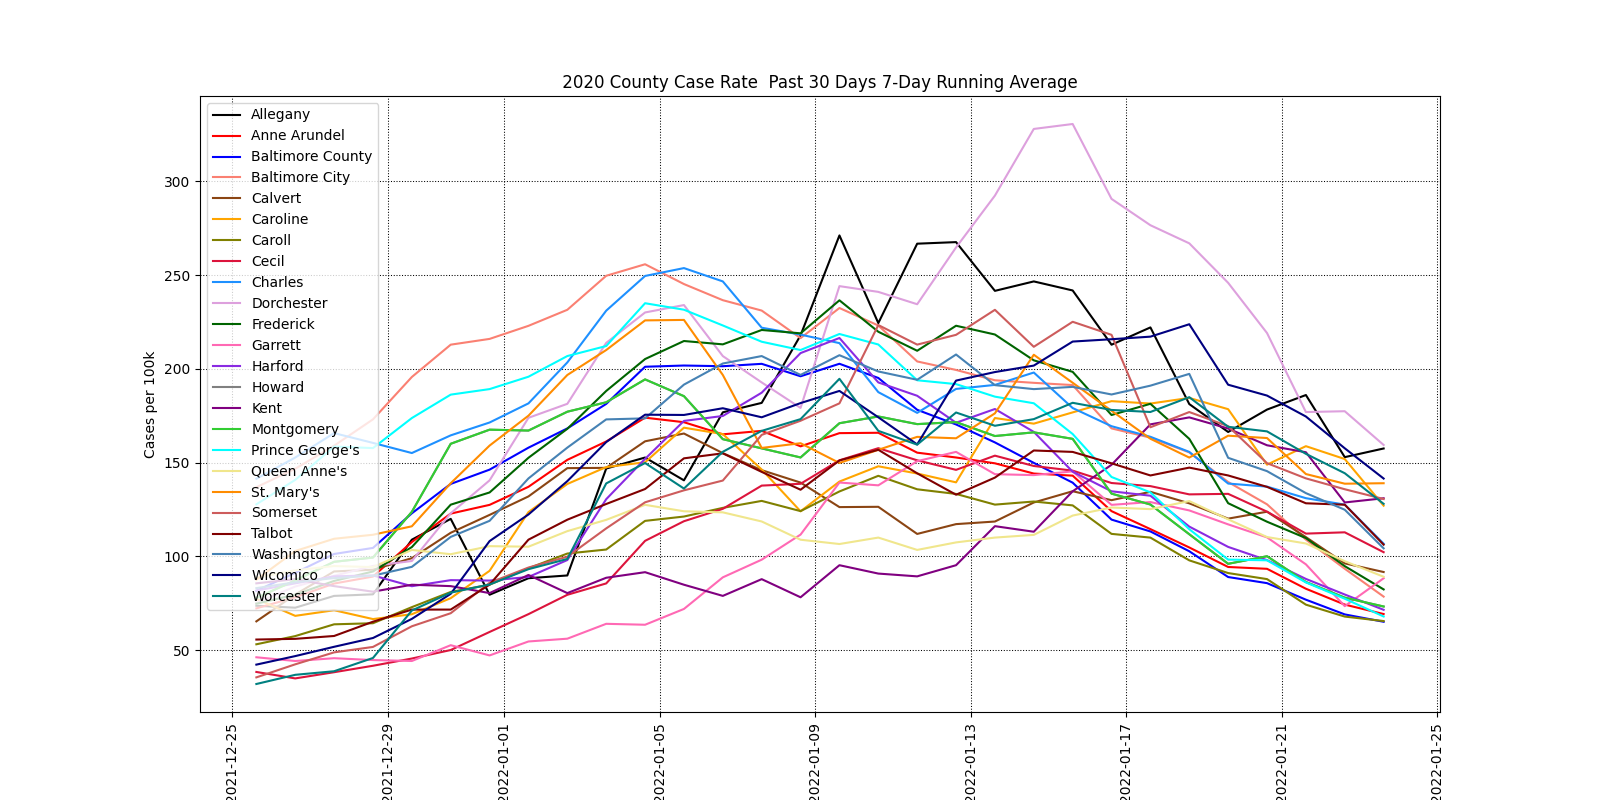 2020 County Case Rate  Past 30 Days 7-Day Running Average
Allegany
Anne Arundel
Baltimore County
Baltimore City
Calvert
Caroline
Caroll
Cecil
Charles
Dorchester
Frederick
Garrett
Harford
Howard
Kent
Montgomery
Prince George's
Queen Anne's
St. Mary's
Somerset
Talbot
Washington
Wicomico
Worcester
Cases per 100k
300
250
200
150
100
50
2021-12-25
2021-12-29
2022-01-01
2022-01-05
2022-01-09
2022-01-13
2022-01-17
2022-01-21
2022-01-25